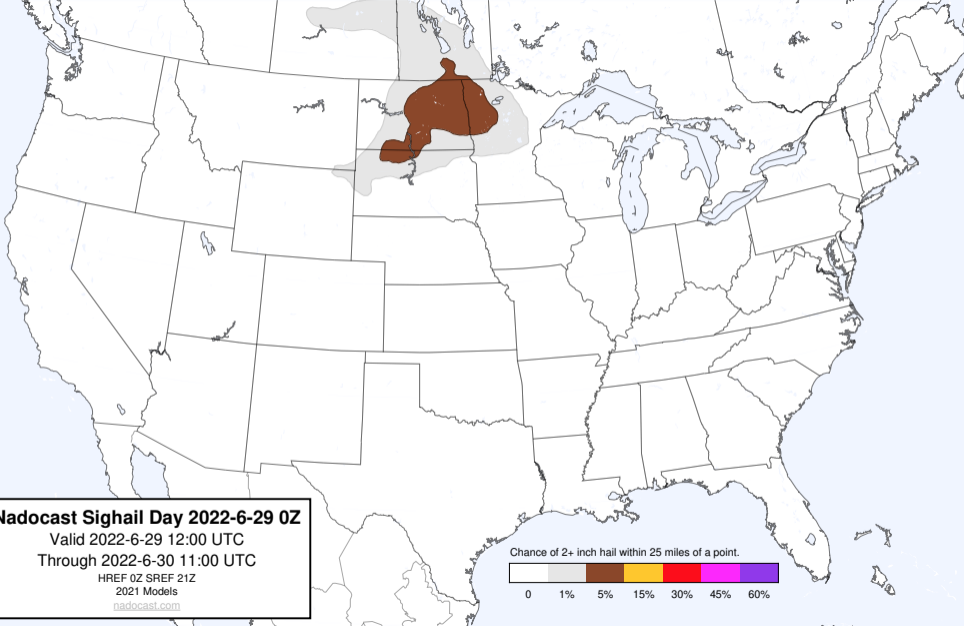 Nadocast Sighail Day 2022-6-29 0Z
Valid 2022-6-29 12:00 UTC
Through 2022-6-30 11:00 UTC
HREF 0Z SREF 21Z
2021 Models
nadocast.com
Chance of 2+ inch hail within 25 miles of a point.
0 1% 5% 15% 30% 45% 60%